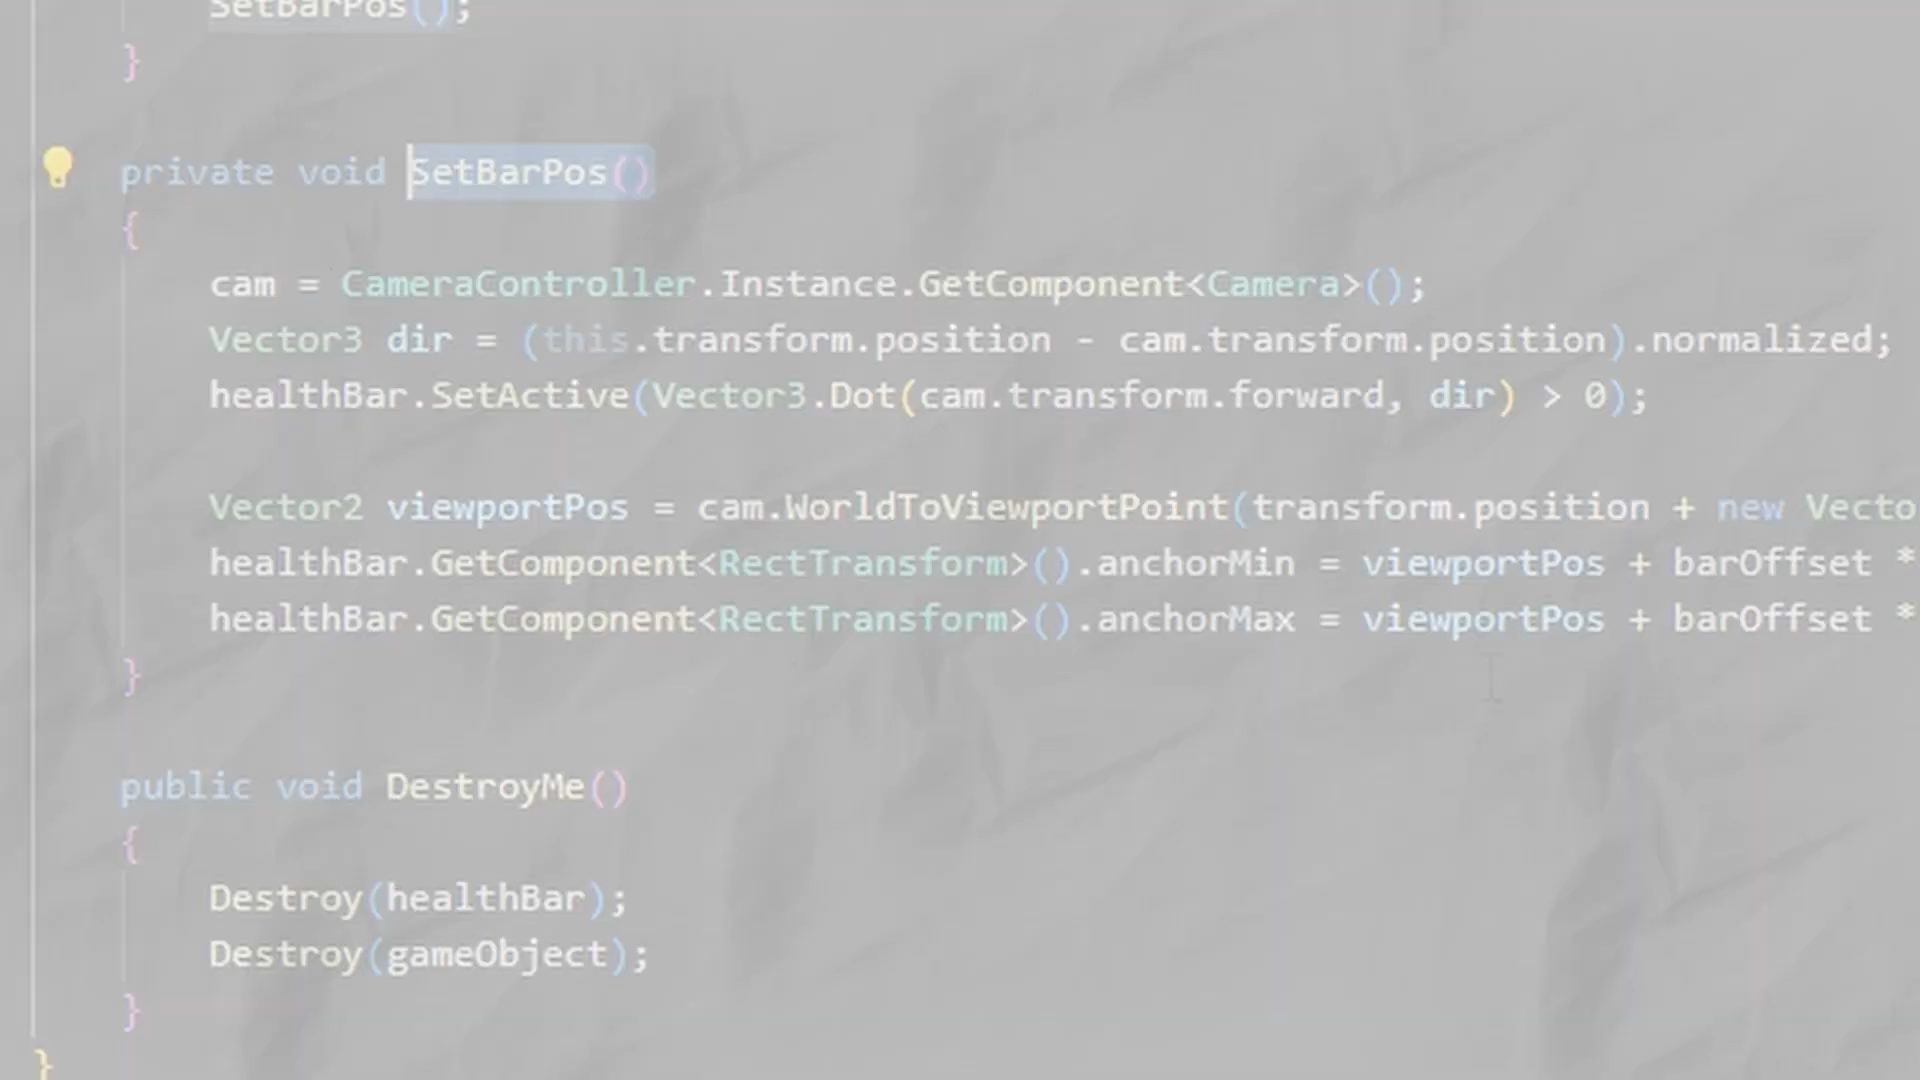 SetBarPos();
}
private void SetBarPos()
{
cam = CameraController.Instance.GetComponent<Camera>();
Vector3 dir = (this.transform.position - cam.transform.position).normalized;
healthBar.SetActive(Vector3.Dot(cam.transform.forward, dir) > 0);
Vector2 viewportPos = cam.WorldToViewportPoint(transform.position + new Vecto
healthBar.GetComponent<RectTransform>().anchorMin = viewportPos + barOffset *
healthBar.GetComponent<RectTransform>().anchorMax = viewportPos + barOffset *
}
public void DestroyMe()
{
Destroy(healthBar);
Destroy(gameObject);
}
}